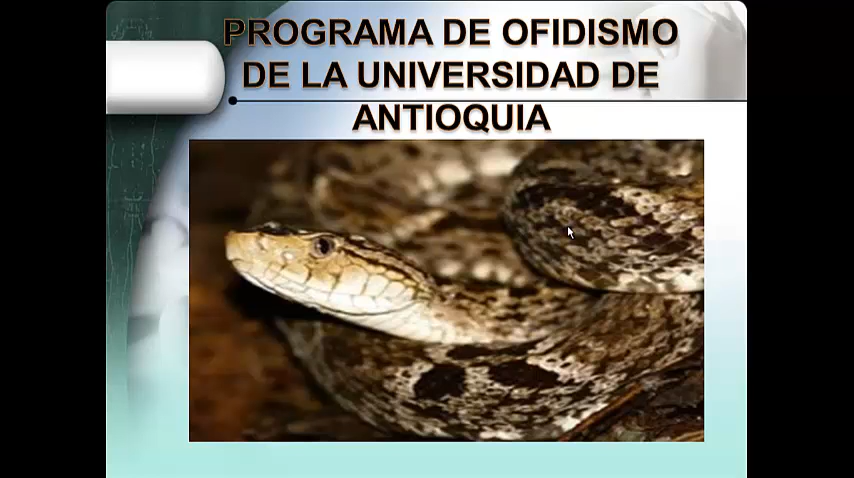 PROGRAMA DE OFIDISMO
DE LA UNIVERSIDAD DE
ANTIOQUIA